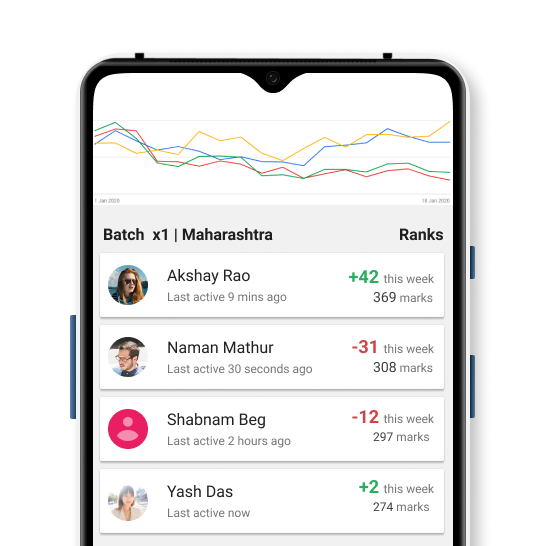 1 Jan 2020
18 Jan 2020
Batch x1 | Maharashtra Ranks
Akshay Rao
+42 this week
Last active 9 mins ago
369 marks
Naman Mathur
-31 this week
Last active 30 seconds ago
308 marks
Shabnam Beg
-12 this week
Last active 2 hours ago
297 marks
Yash Das
+2 this week
Last active now
274 marks